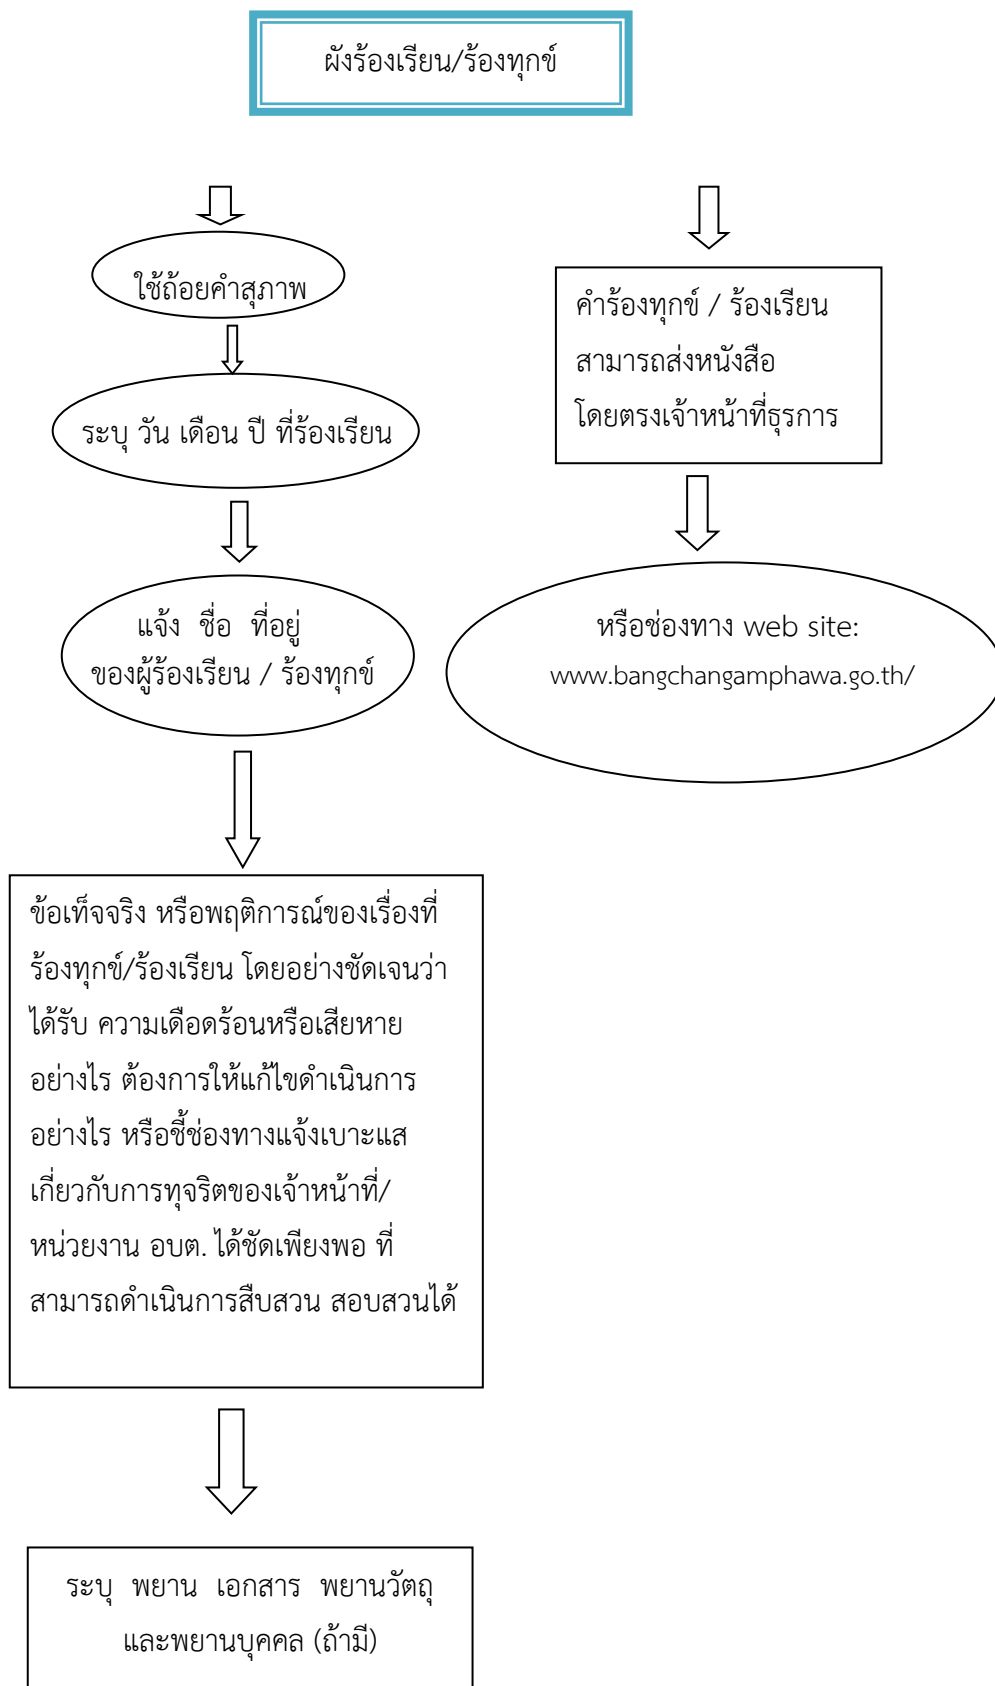 ผังร้องเรียน/ร้องทุกข์
ใช้ถ้อยคำสุภาพ
ระบุ วัน เดือน ปี ที่ร้องเรียน
แจ้ง ชื่อ ที่อยู่
ของผู้ร้องเรียน / ร้องทุกข์
ข้อเท็จจริง หรือพฤติการณ์ของเรื่องที่
ร้องทุกข์/ร้องเรียน โดยอย่างชัดเจนว่า
ได้รับ ความเดือดร้อนหรือเสียหาย
อย่างไร ต้องการให้แก้ไขดำเนินการ
อย่างไร หรือชี้ช่องทางแจ้งเบาะแส
เกี่ยวกับการทุจริตของเจ้าหน้าที่/
หน่วยงาน อบต. ได้ชัดเพียงพอ ที่
สามารถดำเนินการสืบสวน สอบสวนได้
ระบุ พยาน เอกสาร พยานวัตถุ
และพยานบุคคล (ถ้ามี)
คำร้องทุกข์ / ร้องเรียน
สามารถส่งหนังสือ
โดยตรงเจ้าหน้าที่ธุรการ
หรือช่องทาง web site:
www.bangchangamphawa.go.th/